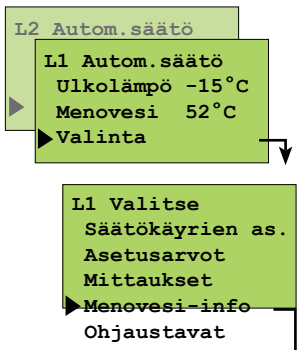 L2 Autom.säätö
L1 Autom.säätö
Ulkolämpö -15°C
Menovesi 52°C
Valinta
L1 Valitse
Säätökäyrien as.
Asetusarvot
Mittaukset
Menovesi-info
Ohjaustavat